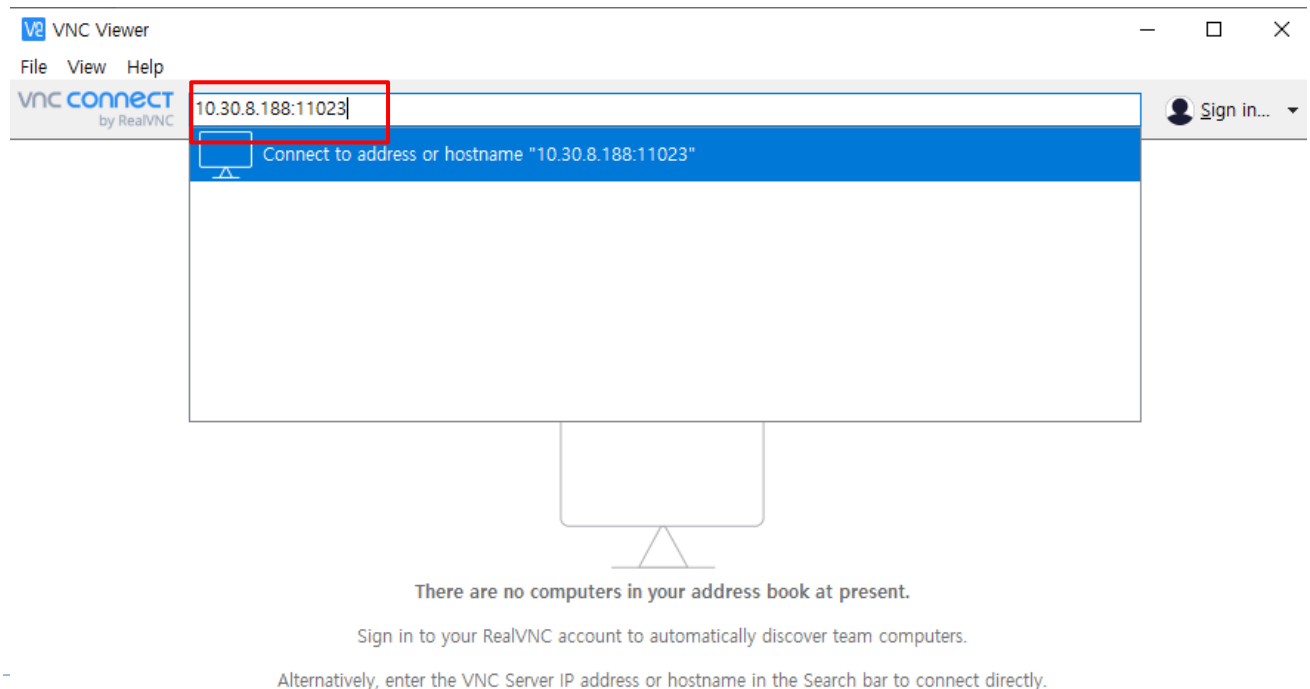 VNC Viewer
File View Help
vnc connect
by RealVNC
10.30.8.188:11023
Sign in...
Connect to address or hostname "10.30.8.188:11023"
There are no computers in your address book at present.
Sign in to your RealVNC account to automatically discover team computers.
Alternatively, enter the VNC Server IP address or hostname in the Search bar to connect directly.